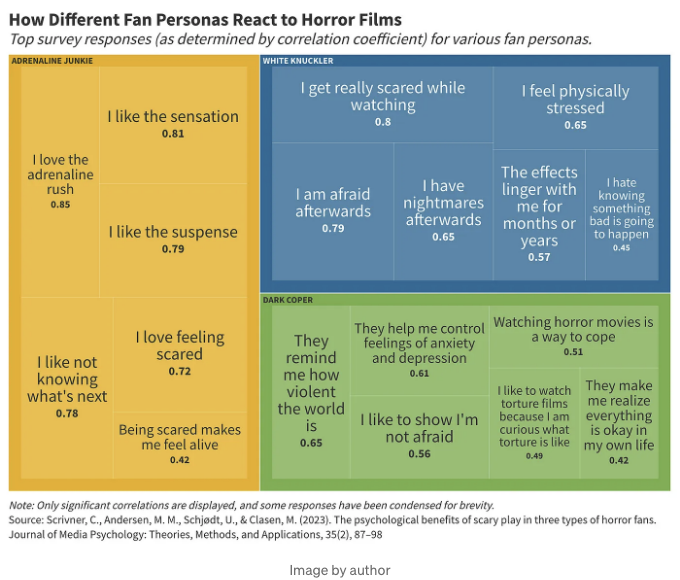 How Different Fan Personas React to Horror Films
Top survey responses (as determined by correlation coefficient) for various fan personas.
ADRENALINE JUNKIE
I love the
adrenaline
rush
0.85
I like the sensation
0.81
I like the suspense
0.79
I like not
knowing
what's next
0.78
I love feeling
scared
0.72
Being scared makes
me feel alive
0.42
WHITE KNUCKLER
I get really scared while
watching
0.8
I am afraid
afterwards
0.79
I have
nightmares
afterwards
0.65
I feel physically
stressed
0.65
The effects
linger with
me for
months or
years
0.57
I hate
knowing
something
bad is going
to happen
0.45
DARK COPER
They
remind
me how
violent
the world
is
0.65
They help me control
feelings of anxiety
and depression
0.61
I like to show I'm
not afraid
0.56
Watching horror movies is
a way to cope
0.51
I like to watch
torture films
because I am
curious what
torture is like
0.49
They make
me realize
everything
is okay in
my own life
0.42
Note: Only significant correlations are displayed, and some responses have been condensed for brevity.
Source: Scrivner, C., Andersen, M. M., Schjødt, U., & Clasen, M. (2023). The psychological benefits of scary play in three types of horror fans.
Journal of Media Psychology: Theories, Methods, and Applications, 35(2), 87–98
Image by author